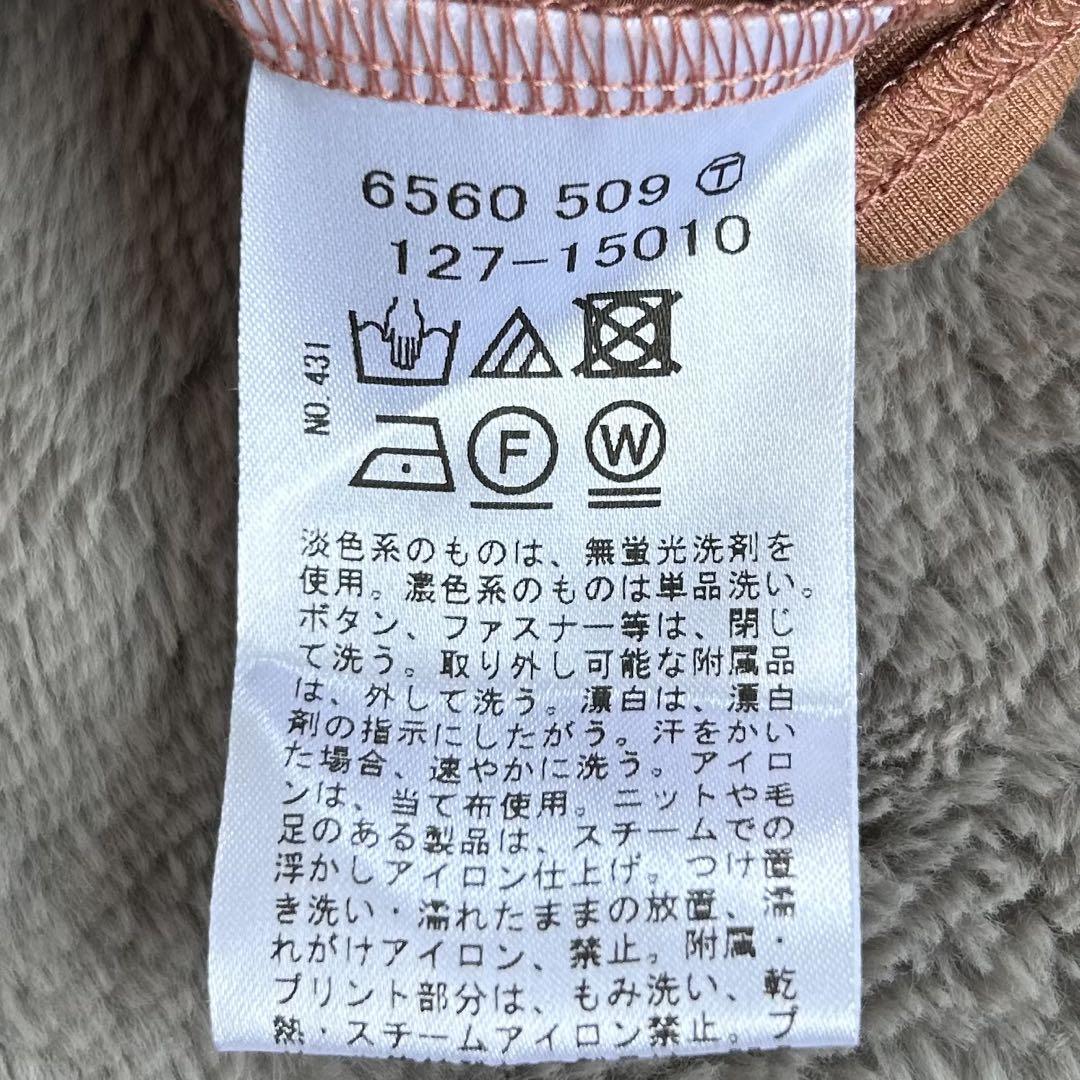 6560 509 Ⓣ
127-15010
NO.431
F W
淡色系のものは、無蛍光洗剤を
使用。濃色系のものは単品洗い。
ボタン、ファスナー等は、閉じ
て洗う。取り外し可能な附属品
は、外して洗う。漂白は、漂白
剤の指示にしたがう。汗をかい
た場合、速やかに洗う。アイロ
ンは、当て布使用。ニットや毛
足のある製品は、スチームでの
浮かしアイロン仕上げ。つけ置
き洗い・濡れたままの放置、濡
れがけアイロン、禁止。附属・
プリント部分は、もみ洗い、乾
熱・スチームアイロン禁止。プ